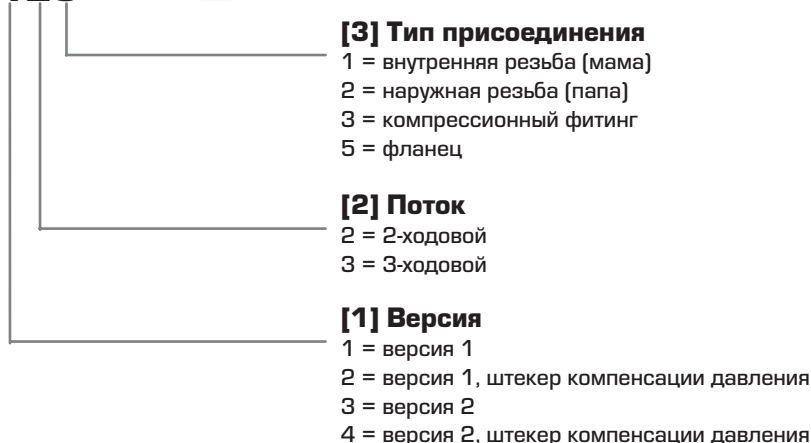 [3] Тип присоединения
1 = внутренняя резьба (мама)
2 = наружная резьба (папа)
3 = компрессионный фитинг
5 = фланец
[2] Поток
2 = 2-ходовой
3 = 3-ходовой
[1] Версия
1 = версия 1
2 = версия 1, штекер компенсации давления
3 = версия 2
4 = версия 2, штекер компенсации давления